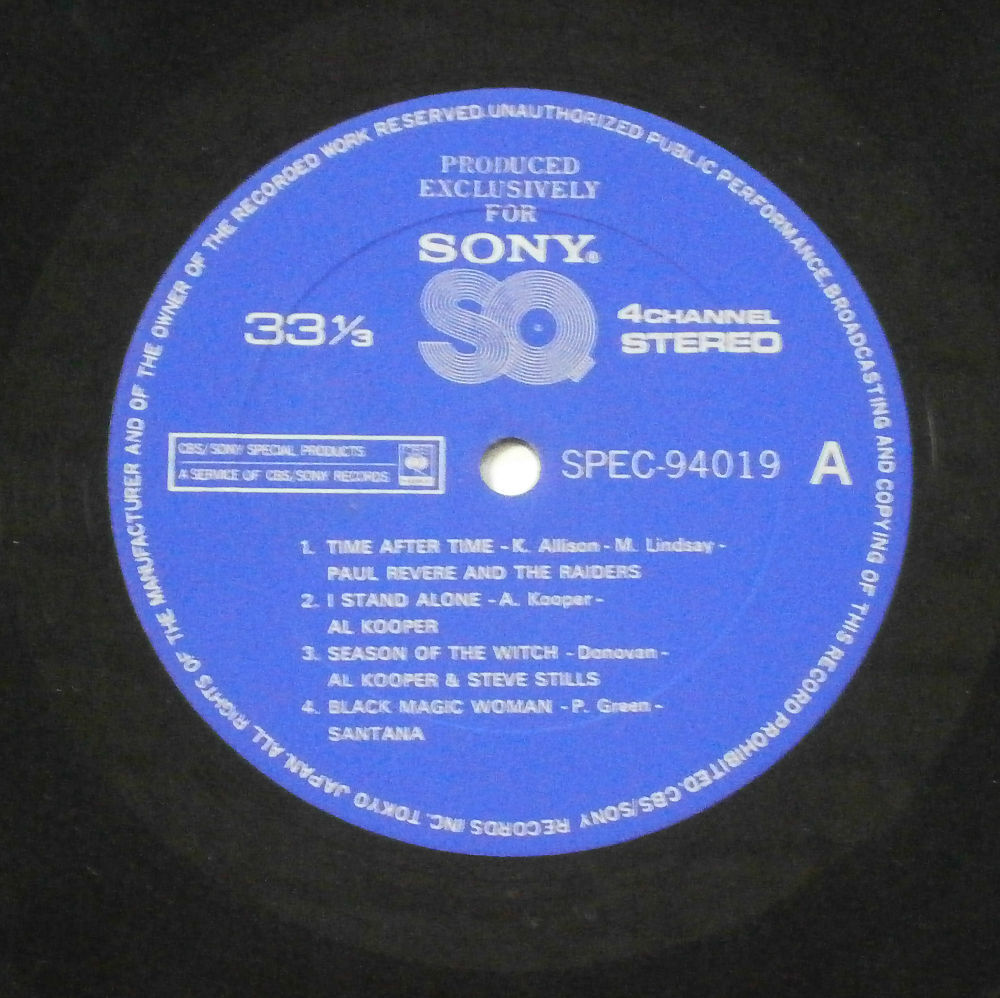 PRODUCED
EXCLUSIVELY
FOR
SONY®
SQ
33⅓
4 CHANNEL
STEREO
CBS/SONY SPECIAL PRODUCTS
A SERVICE OF CBS/SONY RECORDS
SPEC-94019 A
1. TIME AFTER TIME - K. Allison - M. Lindsay -
PAUL REVERE AND THE RAIDERS
2. I STAND ALONE - A. Kooper -
AL KOOPER
3. SEASON OF THE WITCH - Donovan -
AL KOOPER & STEVE STILLS
4. BLACK MAGIC WOMAN - P. Green -
SANTANA
ALL RIGHTS OF THE MANUFACTURER AND OF THE OWNER OF THE RECORDED WORK RESERVED.UNAUTHORIZED PUBLIC PERFORMANCE,BROADCASTING AND COPYING OF THIS RECORD PROHIBITED.CBS/SONY RECORDS INC. TOKYO JAPAN.